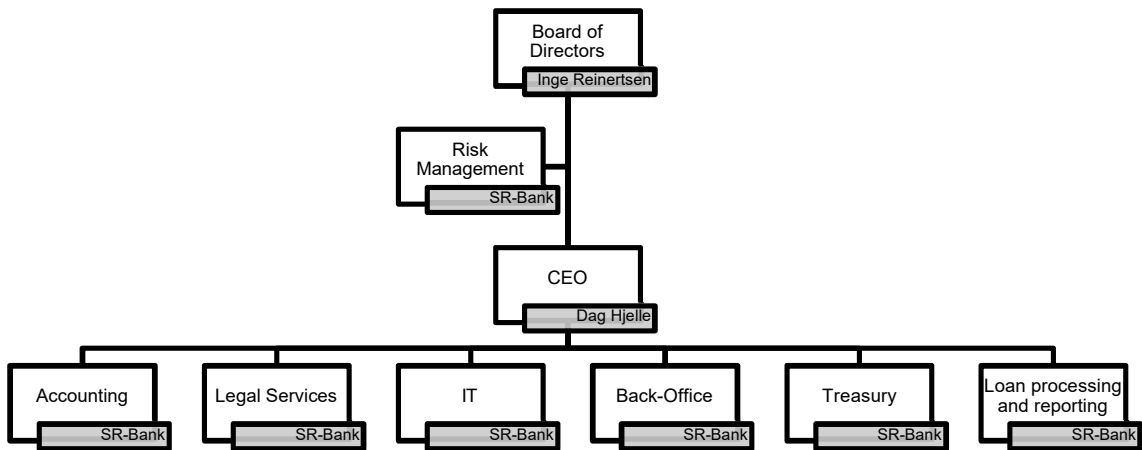 Board of
Directors
Inge Reinertsen
Risk
Management
SR-Bank
CEO
Dag Hjelle
Accounting
SR-Bank
Legal Services
SR-Bank
IT
SR-Bank
Back-Office
SR-Bank
Treasury
SR-Bank
Loan processing
and reporting
SR-Bank